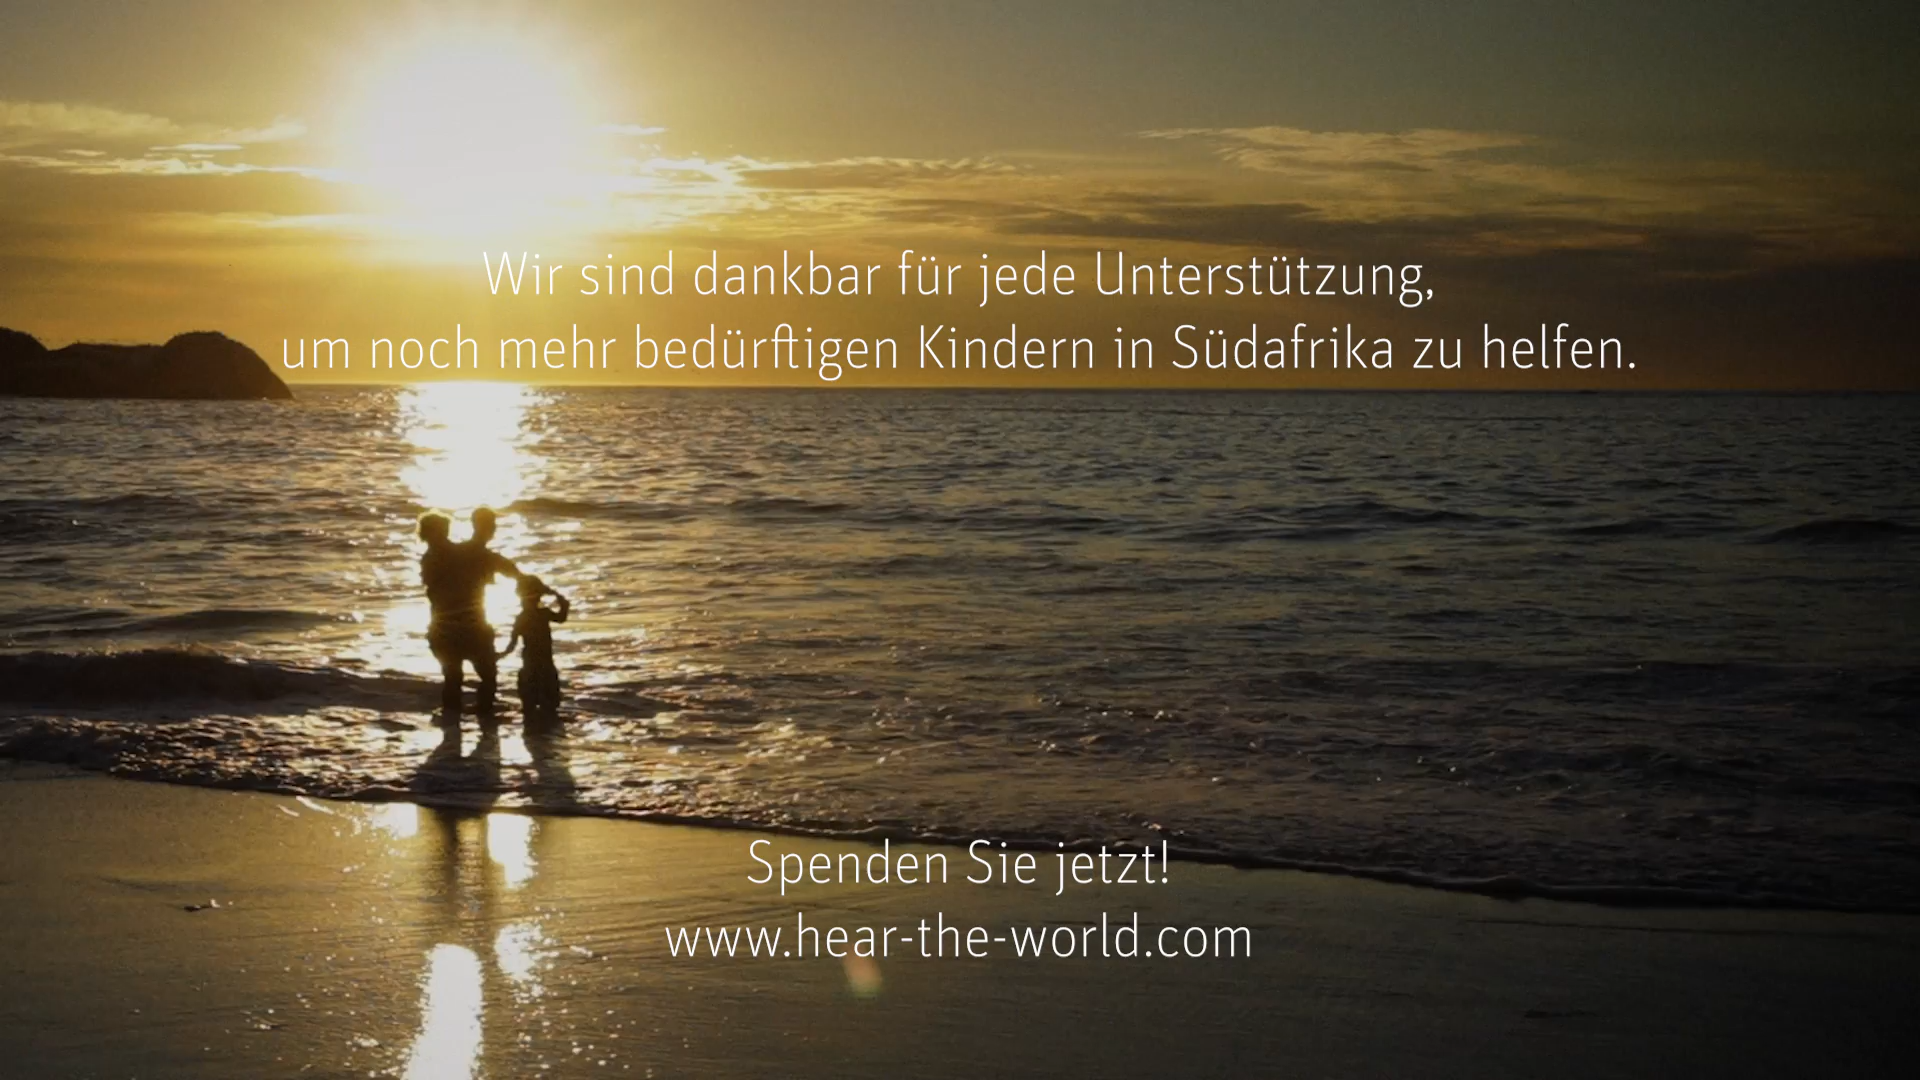 Wir sind dankbar für jede Unterstützung,
um noch mehr bedürftigen Kindern in Südafrika zu helfen.
Spenden Sie jetzt!
www.hear-the-world.com